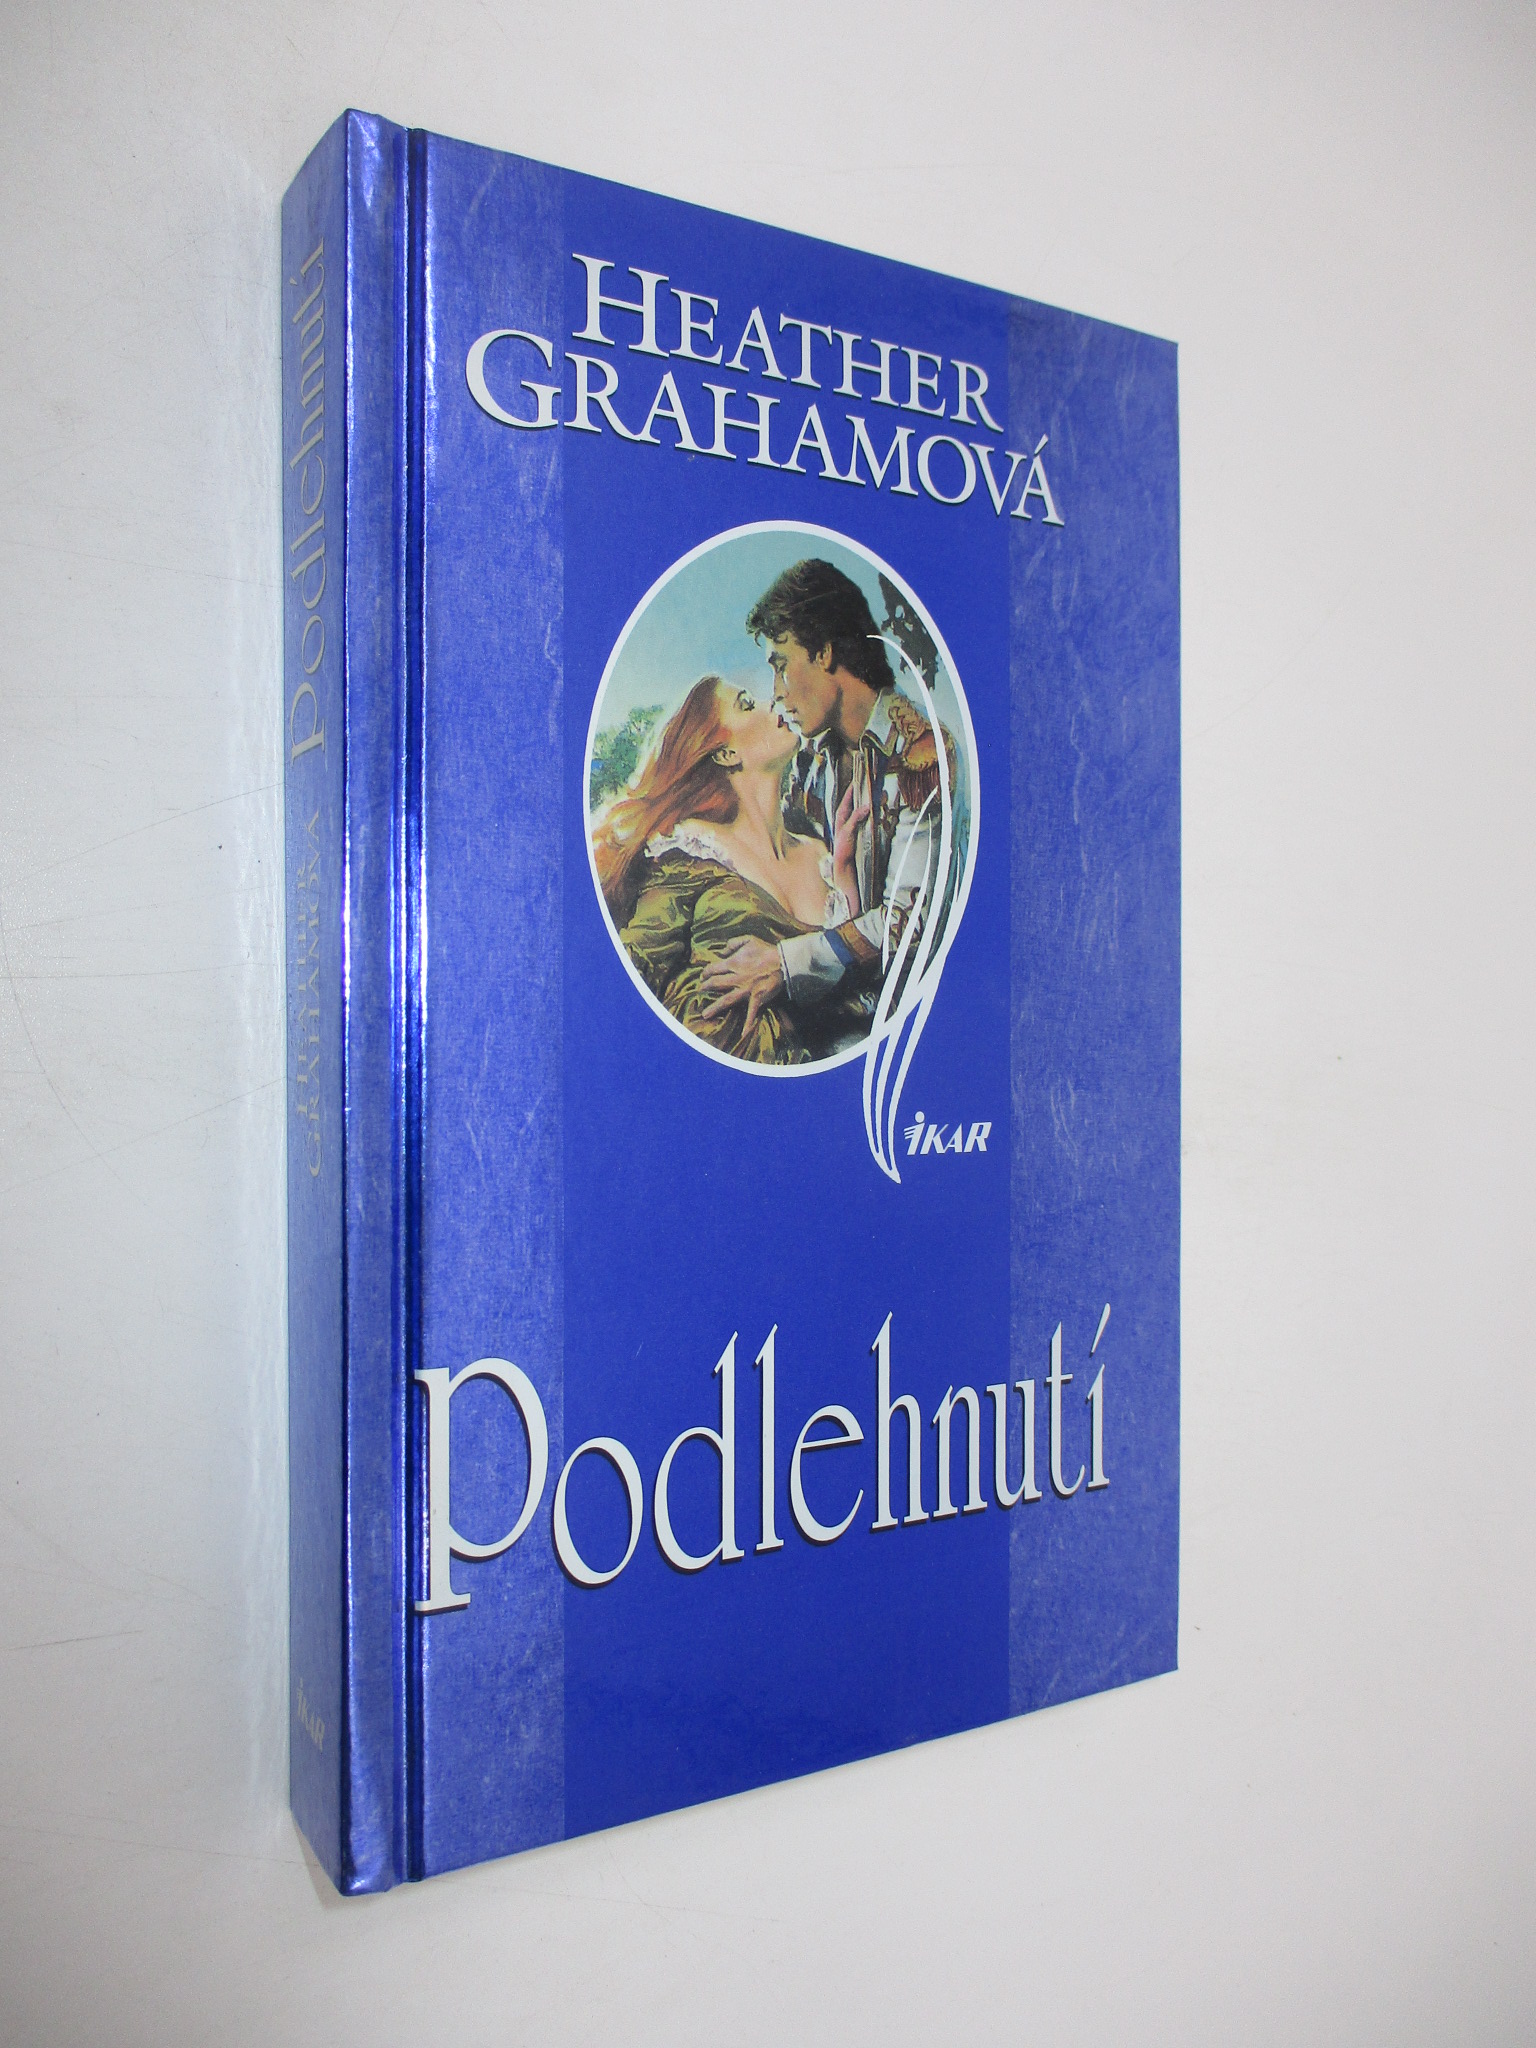 HEATHER
GRAHAMOVÁ
IKAR
Podlehnutí
HEATHER
GRAHAMOVÁ
Podlehnutí
IKAR